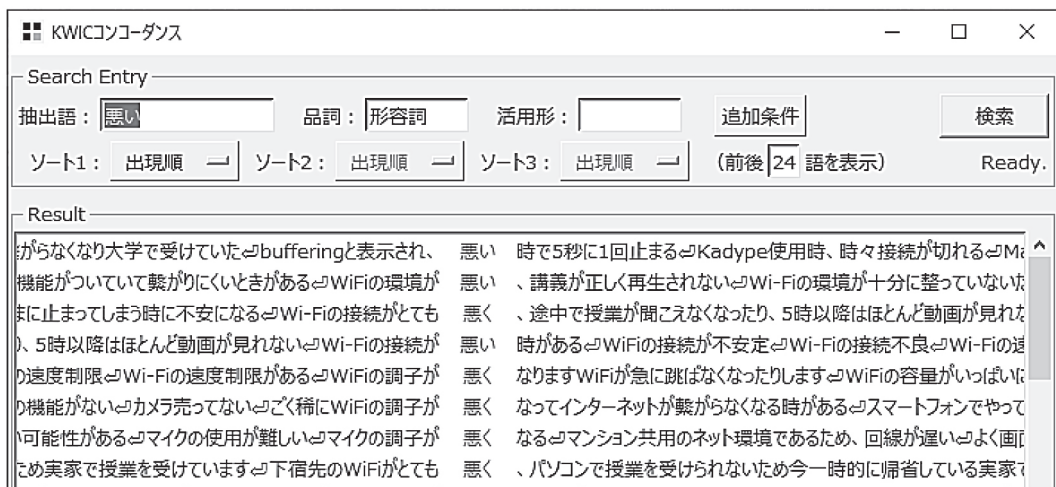 KWICコンコーダンス
Search Entry
抽出語： 悪い 品詞： 形容詞 活用形： 追加条件 検索
ソート1： 出現順 ソート2： 出現順 ソート3： 出現順 (前後 24 語を表示) Ready.
Result
がらなくなり大学で受けていた⏎bufferingと表示され、 悪い 時で5秒に1回止まる⏎Kadype使用時、時々接続が切れる⏎Ma
機能がついていて繋がりにくいときがある⏎WiFiの環境が 悪い 、講義が正しく再生されない⏎Wi-Fiの環境が十分に整っていないた
に止まってしまう時に不安になる⏎Wi-Fiの接続がとても 悪く 、途中で授業が聞こえなくなったり、5時以降はほとんど動画が見れな
、5時以降はほとんど動画が見れない⏎Wi-Fiの接続が 悪い 時がある⏎WiFiの接続が不安定⏎Wi-Fiの接続不良⏎Wi-Fiの速
の速度制限⏎Wi-Fiの速度制限がある⏎WiFiの調子が 悪く なりますWiFiが急に跳ばなくなったりします⏎WiFiの容量がいっぱいに
の機能がない⏎カメラ売ってない⏎ごく稀にWiFiの調子が 悪く なってインターネットが繋がらなくなる時がある⏎スマートフォンでやって
い可能性がある⏎マイクの使用が難しい⏎マイクの調子が 悪く なる⏎マンション共用のネット環境であるため、回線が遅い⏎よく画面
ため実家で授業を受けています⏎下宿先のWiFiがとても 悪く 、パソコンで授業を受けられないため今一時的に帰省している実家で